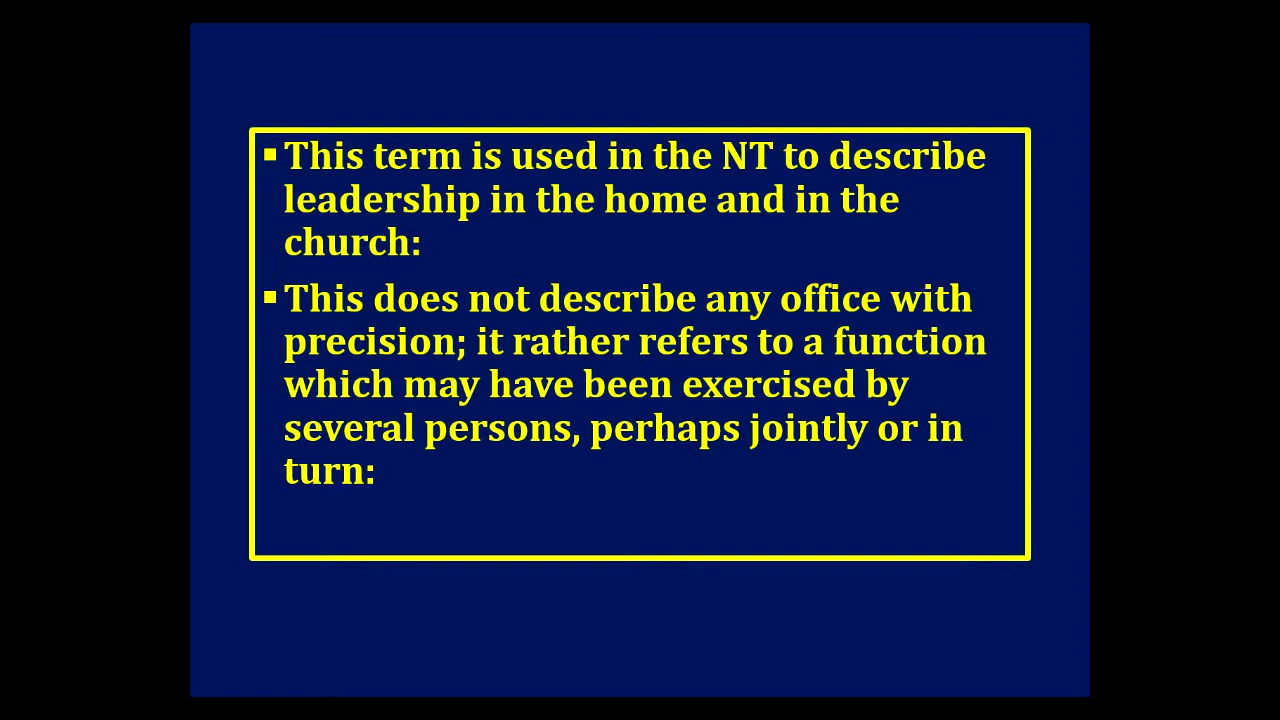 ▪This term is used in the NT to describe
leadership in the home and in the
church:
▪This does not describe any office with
precision; it rather refers to a function
which may have been exercised by
several persons, perhaps jointly or in
turn: